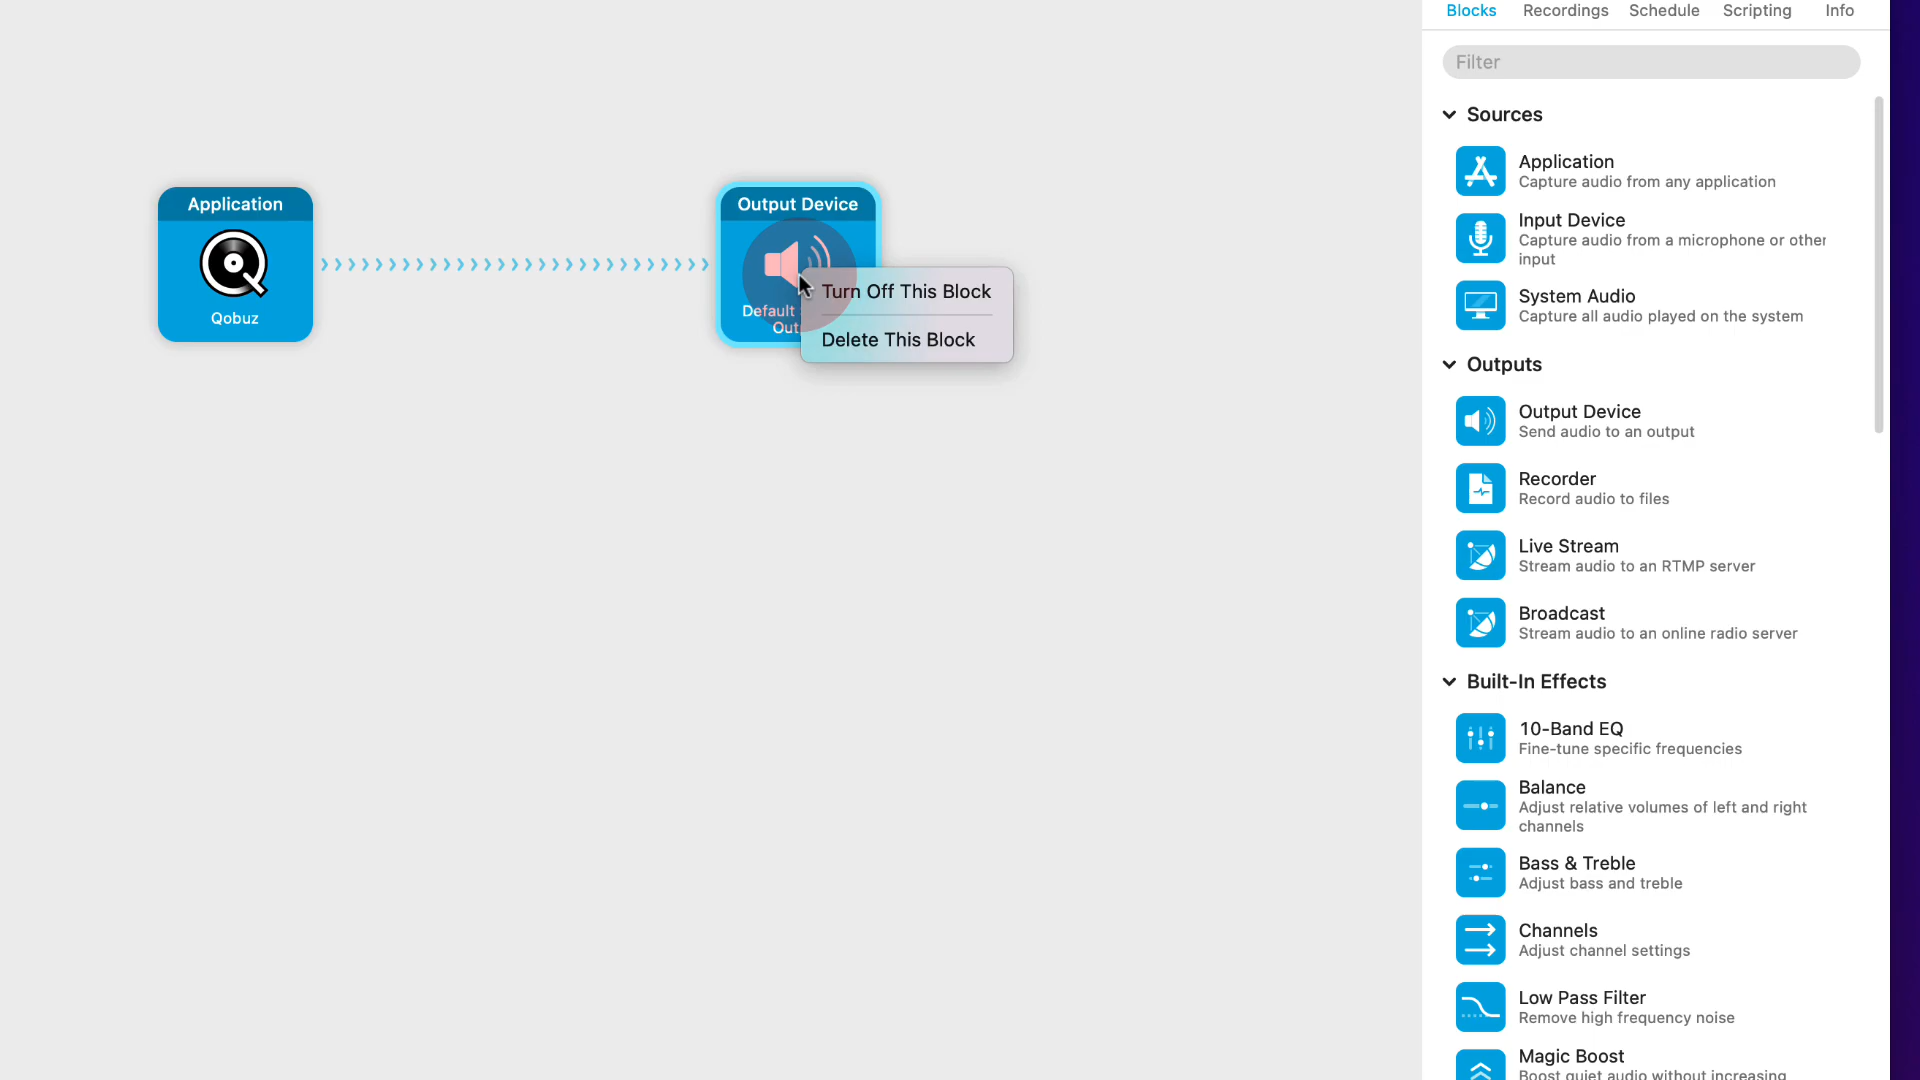 Blocks
Recordings
Schedule
Scripting
Info
Filter
Sources
Application
Capture audio from any application
Input Device
Capture audio from a microphone or other
input
System Audio
Capture all audio played on the system
Outputs
Output Device
Send audio to an output
Recorder
Record audio to files
Live Stream
Stream audio to an RTMP server
Broadcast
Stream audio to an online radio server
Built-In Effects
10-Band EQ
Fine-tune specific frequencies
Balance
Adjust relative volumes of left and right
channels
Bass & Treble
Adjust bass and treble
Channels
Adjust channel settings
Low Pass Filter
Remove high frequency noise
Magic Boost
Boost quiet audio without increasing
Application
Qobuz
Output Device
Default
Turn Off This Block
Delete This Block